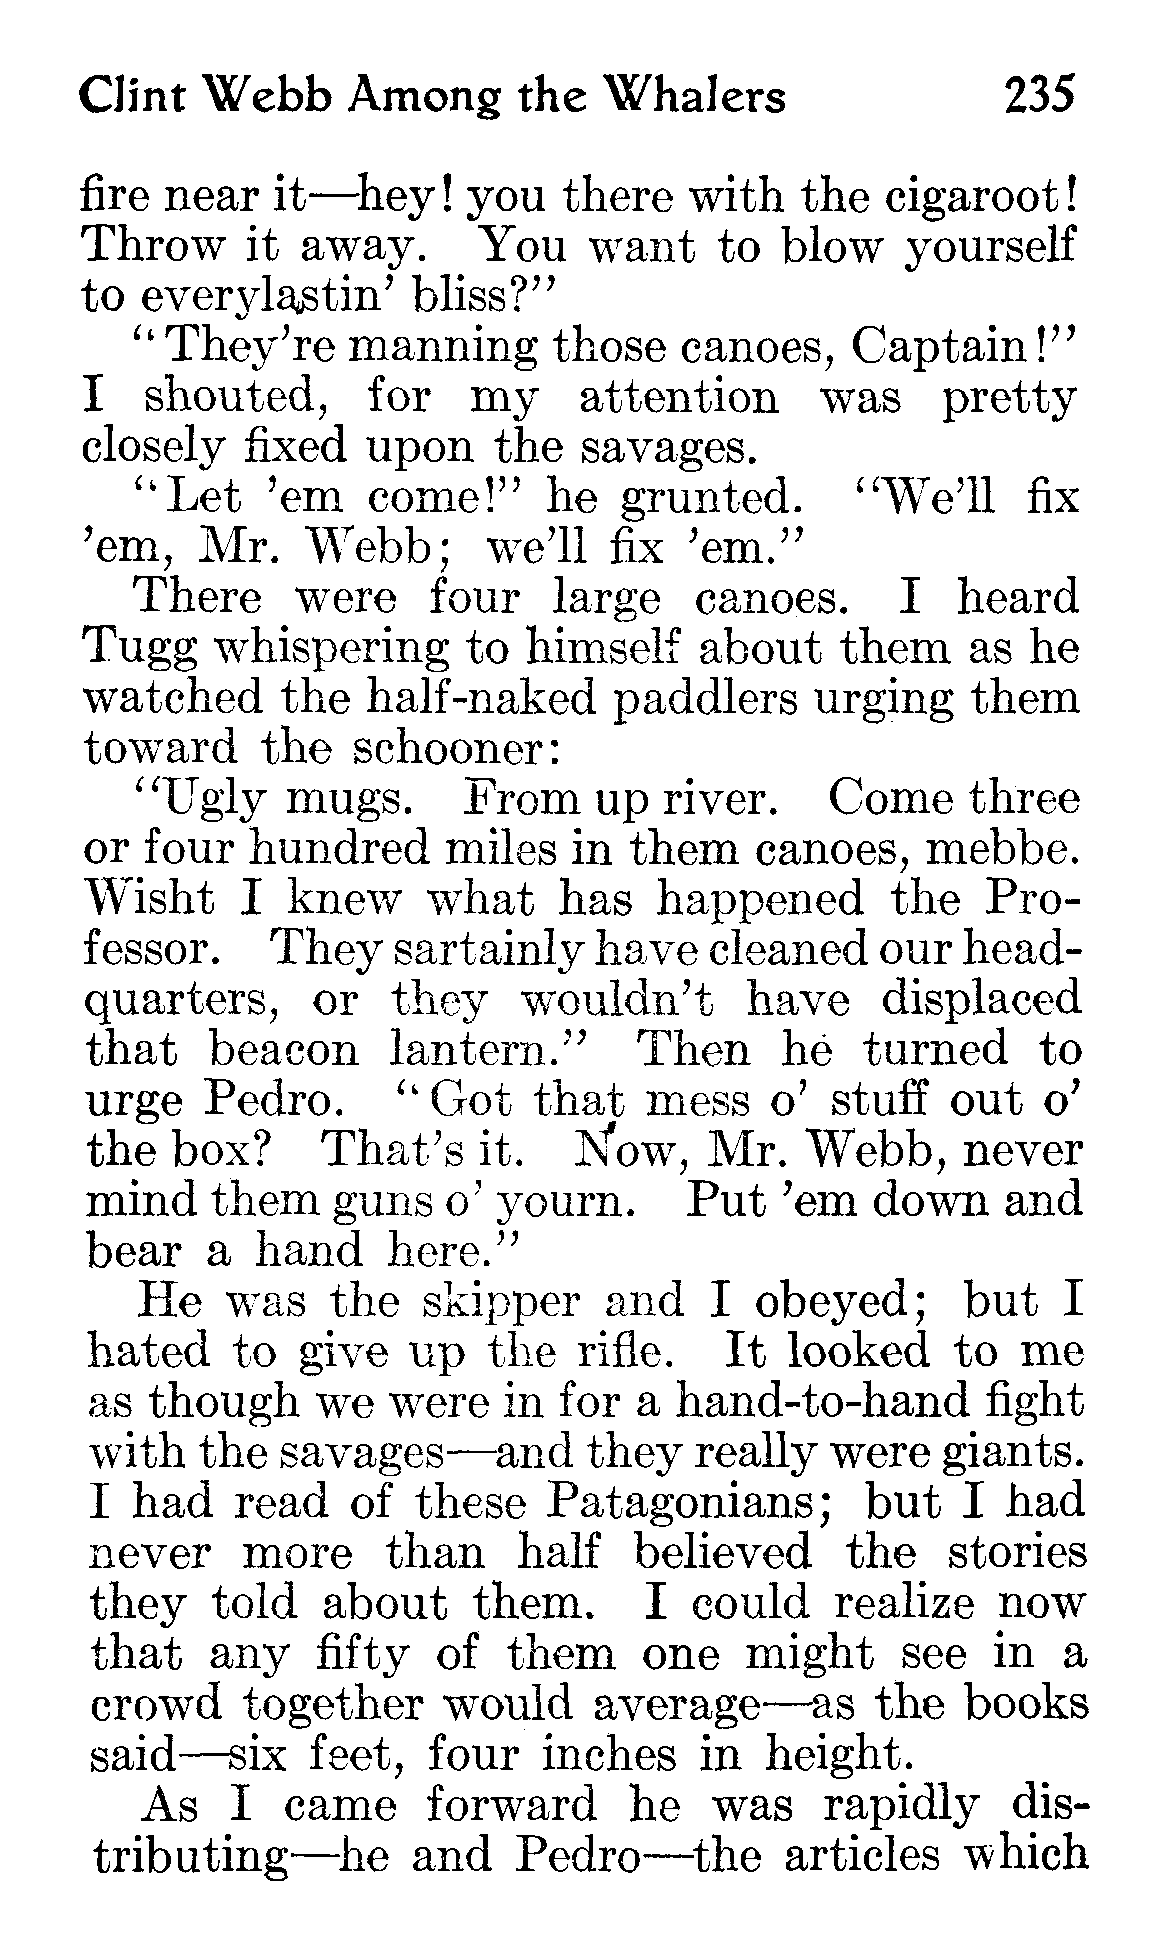 Clint Webb Among the Whalers 235
fire near it—hey! you there with the cigaroot!
Throw it away. You want to blow yourself
to everylastin' bliss?"
"They're manning those canoes, Captain!"
I shouted, for my attention was pretty
closely fixed upon the savages.
"Let 'em come!" he grunted. "We'll fix
'em, Mr. Webb; we'll fix 'em."
There were four large canoes. I heard
Tugg whispering to himself about them as he
watched the half-naked paddlers urging them
toward the schooner:
"Ugly mugs. From up river. Come three
or four hundred miles in them canoes, mebbe.
Wisht I knew what has happened the Pro-
fessor. They sartainly have cleaned our head-
quarters, or they wouldn't have displaced
that beacon lantern." Then he turned to
urge Pedro. "Got that mess o' stuff out o'
the box? That's it. Now, Mr. Webb, never
mind them guns o' yourn. Put 'em down and
bear a hand here."
He was the skipper and I obeyed; but I
hated to give up the rifle. It looked to me
as though we were in for a hand-to-hand fight
with the savages—and they really were giants.
I had read of these Patagonians; but I had
never more than half believed the stories
they told about them. I could realize now
that any fifty of them one might see in a
crowd together would average—as the books
said—six feet, four inches in height.
As I came forward he was rapidly dis-
tributing—he and Pedro—the articles which